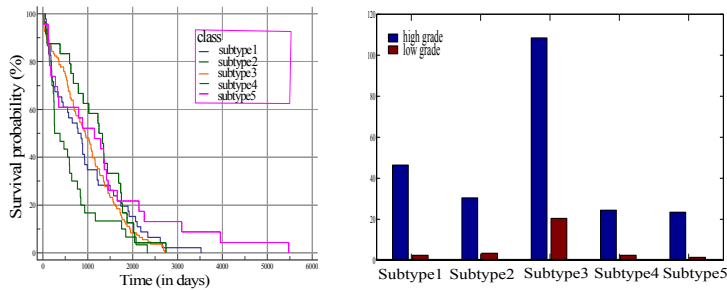 Survival probability (%)
100
80
60
40
20
0
class
subtype1
subtype2
subtype3
subtype4
subtype5
0 1000 2000 3000 4000 5000 6000
Time (in days)
120
100
80
60
40
20
0
high grade
low grade
Subtype1 Subtype2 Subtype3 Subtype4 Subtype5